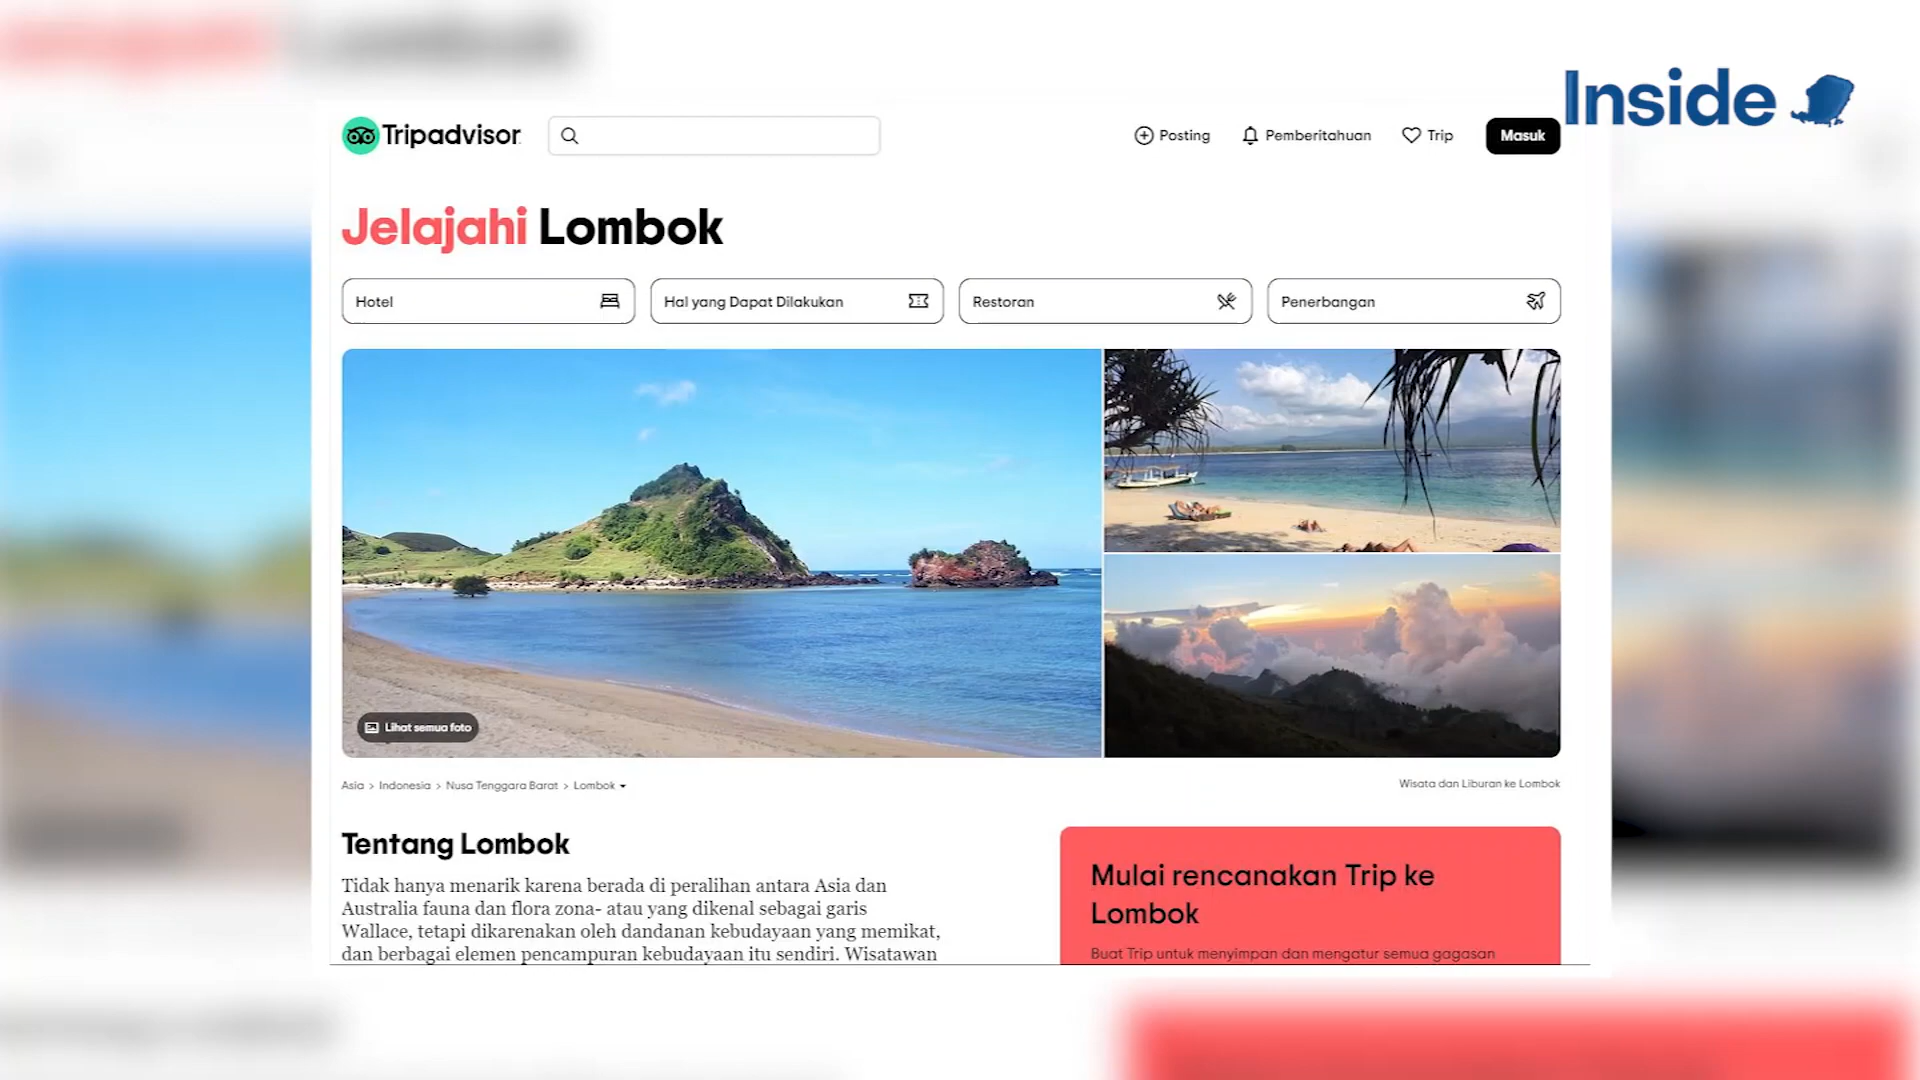 Inside
Tripadvisor
Posting
Pemberitahuan
Trip
Masuk
Jelajahi Lombok
Hotel
Hal yang Dapat Dilakukan
Restoran
Penerbangan
Lihat semua foto
Asia > Indonesia > Nusa Tenggara Barat > Lombok
Wisata dan Liburan ke Lombok
Tentang Lombok
Tidak hanya menarik karena berada di peralihan antara Asia dan
Australia fauna dan flora zona- atau yang dikenal sebagai garis
Wallace, tetapi dikarenakan oleh dandanan kebudayaan yang memikat,
dan berbagai elemen pencampuran kebudayaan itu sendiri. Wisatawan
Mulai rencanakan Trip ke
Lombok
Buat Trip untuk menyimpan dan mengatur semua gagasan